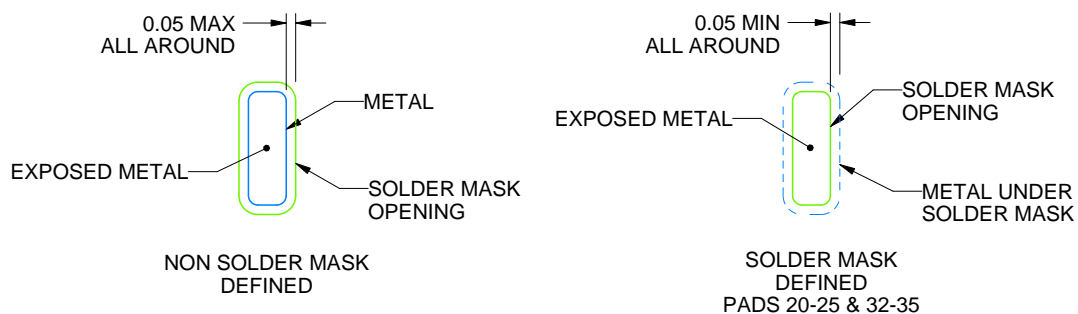 0.05 MAX
ALL AROUND
METAL
EXPOSED METAL
SOLDER MASK
OPENING
NON SOLDER MASK
DEFINED
0.05 MIN
ALL AROUND
SOLDER MASK
OPENING
EXPOSED METAL
METAL UNDER
SOLDER MASK
SOLDER MASK
DEFINED
PADS 20-25 & 32-35